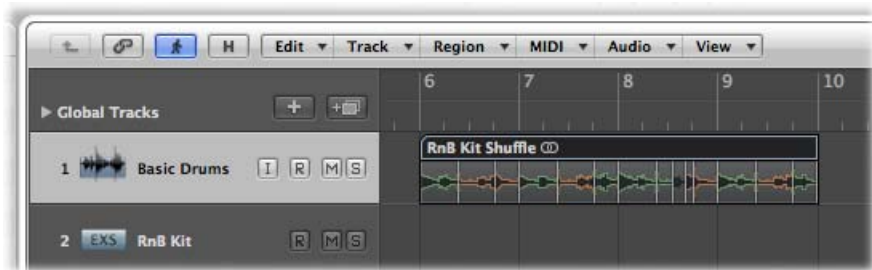 H Edit Track Region MIDI Audio View
6 7 8 9 10
Global Tracks
RnB Kit Shuffle
1 Basic Drums I R M S
2 EXS RnB Kit R M S